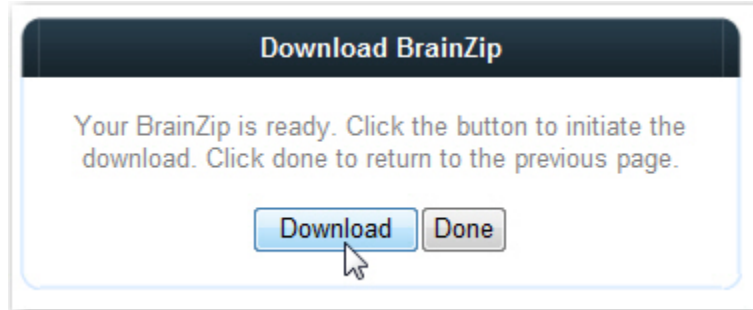 Download BrainZip
Your BrainZip is ready. Click the button to initiate the
download. Click done to return to the previous page.
Download Done